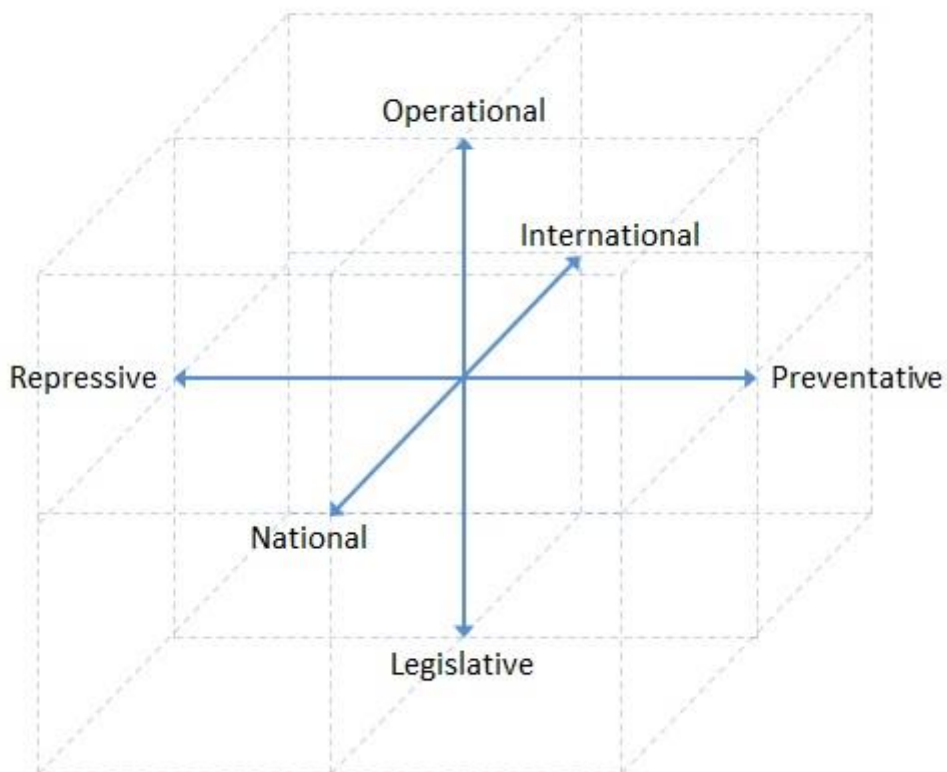 Operational
International
Repressive
Preventative
National
Legislative